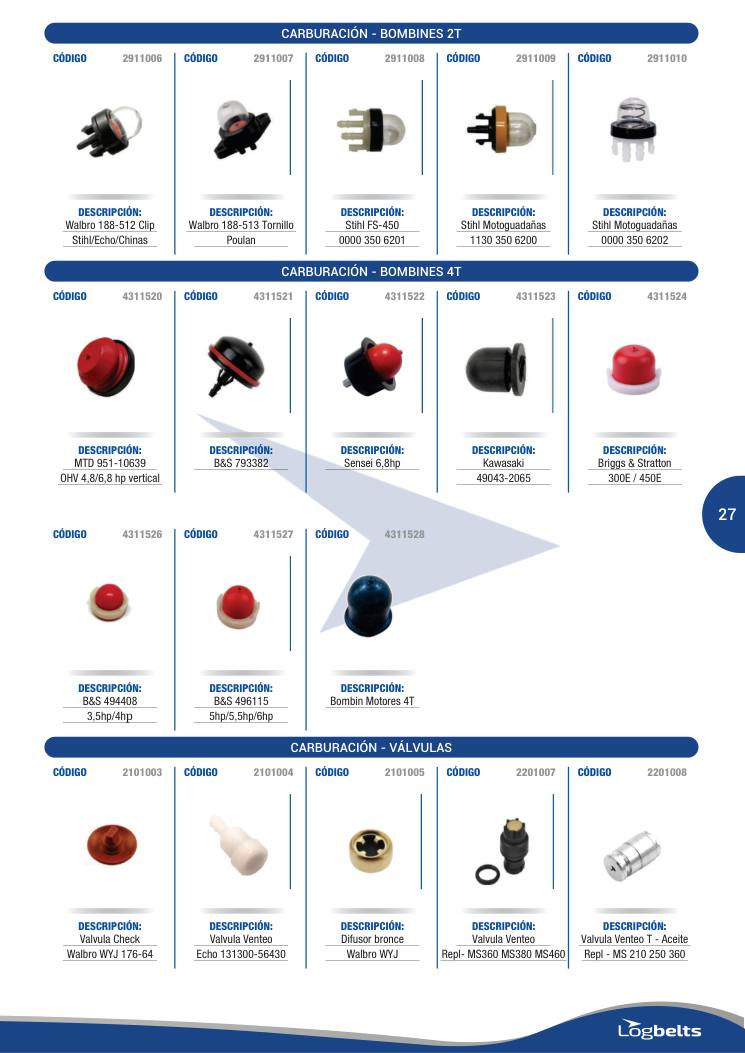 CARBURACIÓN - BOMBINES 2T
CÓDIGO 2911006
CÓDIGO 2911007
CÓDIGO 2911008
CÓDIGO 2911009
CÓDIGO 2911010
DESCRIPCIÓN:
Walbro 188-512 Clip
Stihl/Echo/Chinas
DESCRIPCIÓN:
Walbro 188-513 Tornillo
Poulan
DESCRIPCIÓN:
Stihl FS-450
0000 350 6201
DESCRIPCIÓN:
Stihl Motoguadañas
1130 350 6200
DESCRIPCIÓN:
Stihl Motoguadañas
0000 350 6202
CARBURACIÓN - BOMBINES 4T
CÓDIGO 4311520
CÓDIGO 4311521
CÓDIGO 4311522
CÓDIGO 4311523
CÓDIGO 4311524
DESCRIPCIÓN:
MTD 951-10639
OHV 4,8/6,8 hp vertical
DESCRIPCIÓN:
B&S 793382
DESCRIPCIÓN:
Sensei 6,8hp
DESCRIPCIÓN:
Kawasaki
49043-2065
DESCRIPCIÓN:
Briggs & Stratton
300E / 450E
27
CÓDIGO 4311526
CÓDIGO 4311527
CÓDIGO 4311528
DESCRIPCIÓN:
B&S 494408
3,5hp/4hp
DESCRIPCIÓN:
B&S 496115
5hp/5,5hp/6hp
DESCRIPCIÓN:
Bombin Motores 4T
CARBURACIÓN - VÁLVULAS
CÓDIGO 2101003
CÓDIGO 2101004
CÓDIGO 2101005
CÓDIGO 2201007
CÓDIGO 2201008
DESCRIPCIÓN:
Valvula Check
Walbro WYJ 176-64
DESCRIPCIÓN:
Valvula Venteo
Echo 131300-56430
DESCRIPCIÓN:
Difusor bronce
Walbro WYJ
DESCRIPCIÓN:
Valvula Venteo
Repl- MS360 MS380 MS460
DESCRIPCIÓN:
Valvula Venteo T - Aceite
Repl - MS 210 250 360
Logbelts